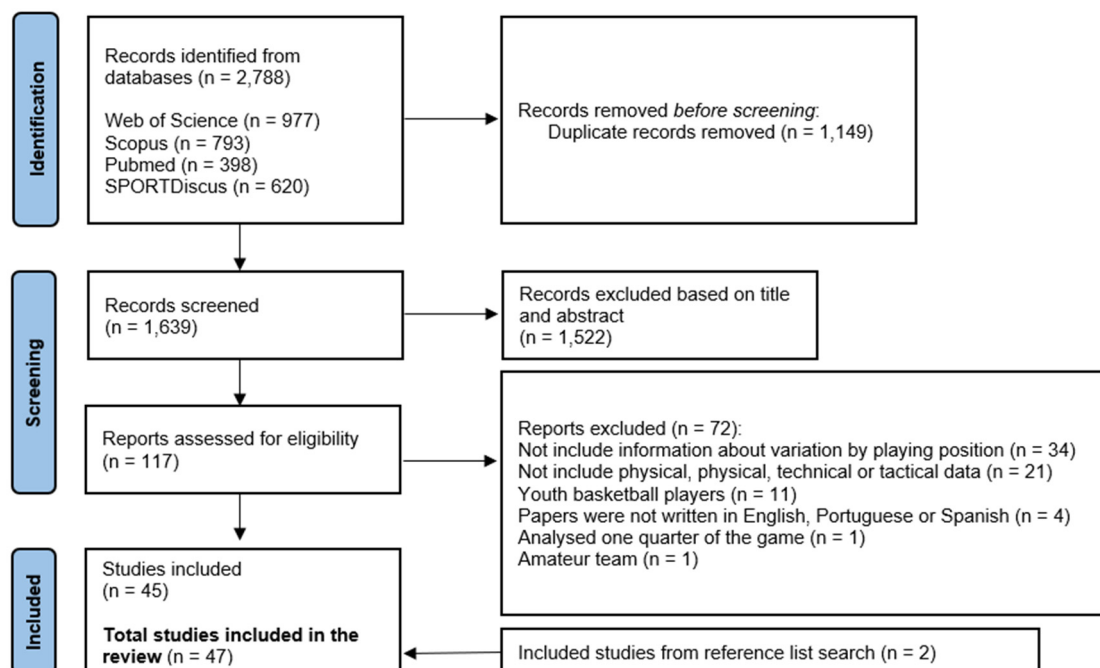 Identification
Records identified from
databases (n = 2,788)
Web of Science (n = 977)
Scopus (n = 793)
Pubmed (n = 398)
SPORTDiscus (n = 620)
Records removed before screening:
Duplicate records removed (n = 1,149)
Screening
Records screened
(n = 1,639)
Records excluded based on title
and abstract
(n = 1,522)
Reports assessed for eligibility
(n = 117)
Reports excluded (n = 72):
Not include information about variation by playing position (n = 34)
Not include physical, physical, technical or tactical data (n = 21)
Youth basketball players (n = 11)
Papers were not written in English, Portuguese or Spanish (n = 4)
Analysed one quarter of the game (n = 1)
Amateur team (n = 1)
Included
Studies included
(n = 45)
Total studies included in the
review (n = 47)
Included studies from reference list search (n = 2)